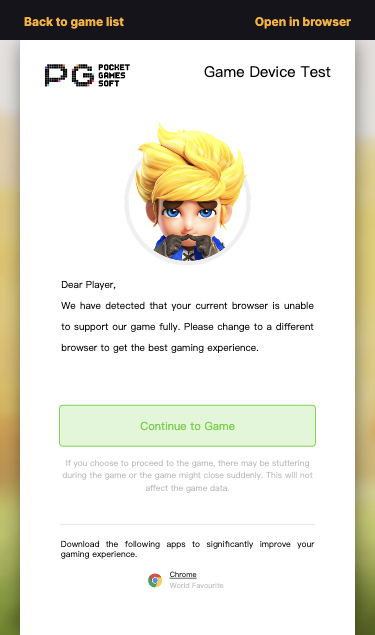 Back to game list
Open in browser
PG POCKET GAMES SOFT
Game Device Test
Dear Player,
We have detected that your current browser is unable
to support our game fully. Please change to a different
browser to get the best gaming experience.
Continue to Game
If you choose to proceed to the game, there may be stuttering
during the game or the game might close suddenly. This will not
affect the game data.
Download the following apps to significantly improve your
gaming experience.
Chrome
World Favourite